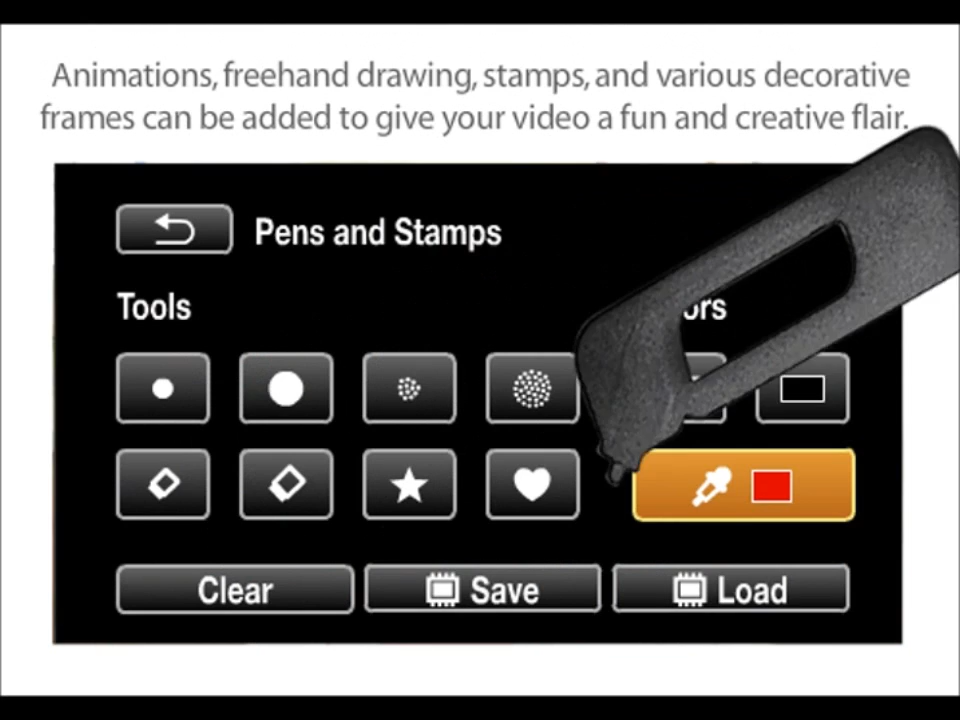 Animations, freehand drawing, stamps, and various decorative
frames can be added to give your video a fun and creative flair.
Pens and Stamps
Tools
Clear
Save
Load